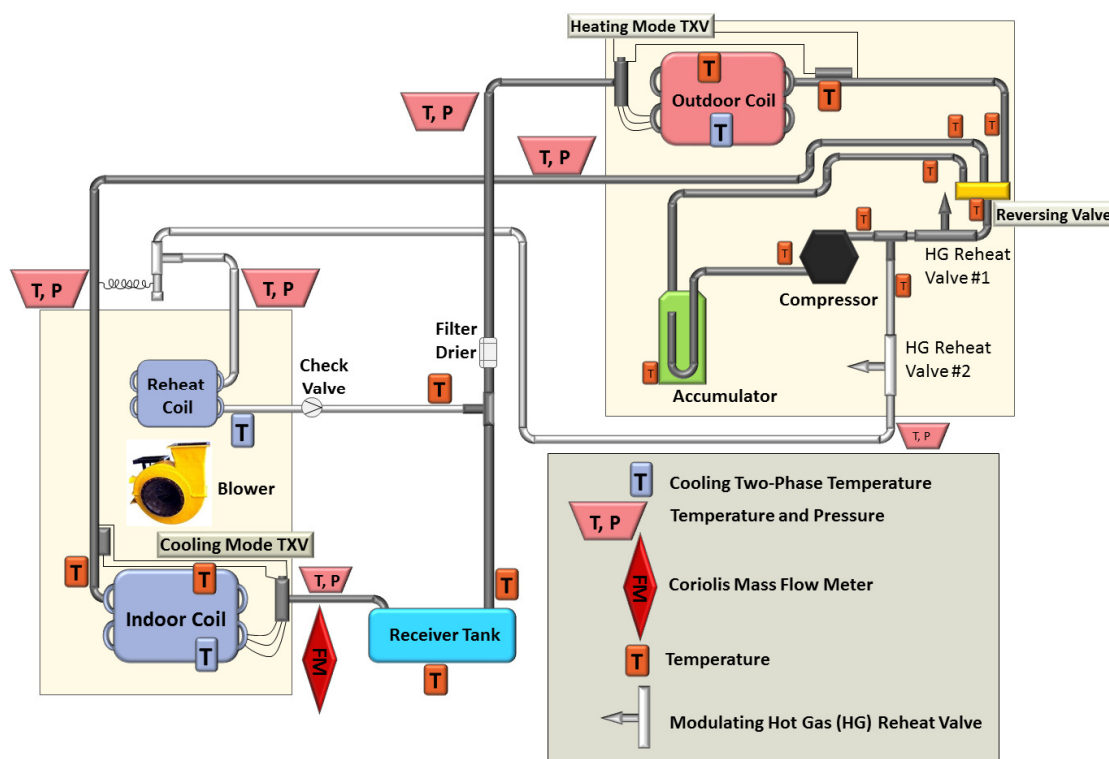 Heating Mode TXV
T
Outdoor Coil
T
T
T, P
T, P
T
T
T
T
Reversing Valve
T
T
HG Reheat
Valve #1
Compressor
T
T, P
T, P
Filter
Drier
HG Reheat
Valve #2
Check
Valve
T
T
Accumulator
Reheat
Coil
T
T, P
Blower
Cooling Mode TXV
T
T
T, P
T
Indoor Coil
T
FM
Receiver Tank
T
T
Cooling Two-Phase Temperature
T, P
Temperature and Pressure
FM
Coriolis Mass Flow Meter
T
Temperature
Modulating Hot Gas (HG) Reheat Valve